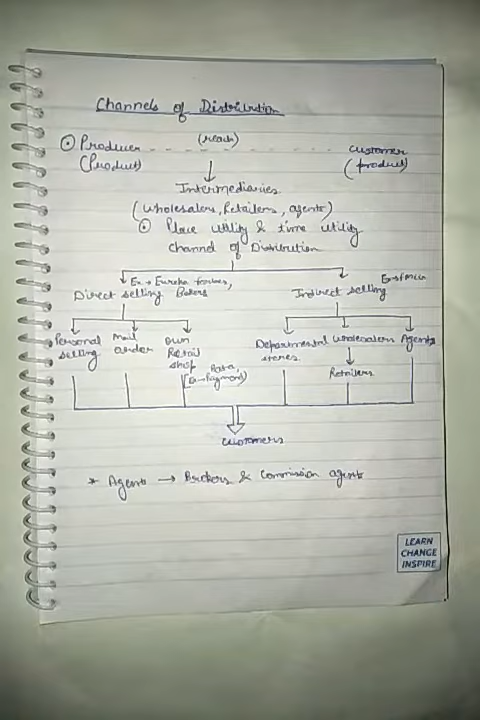 Channels of Distribution
(reach)
Producer customer
(Product) (product)
Intermediaries
(wholesalers, Retailers, agents)
Place utility & time utility
channel of Distribution
Ex → Eureka forbes,
Direct selling Indirect selling
Personal Mail own Departmental wholesalers Agents
selling order Retail stores
shop Bata, Retailers
(Ex → Raymond)
customers
* Agents → Brokers & Commission agents
LEARN
CHANGE
INSPIRE